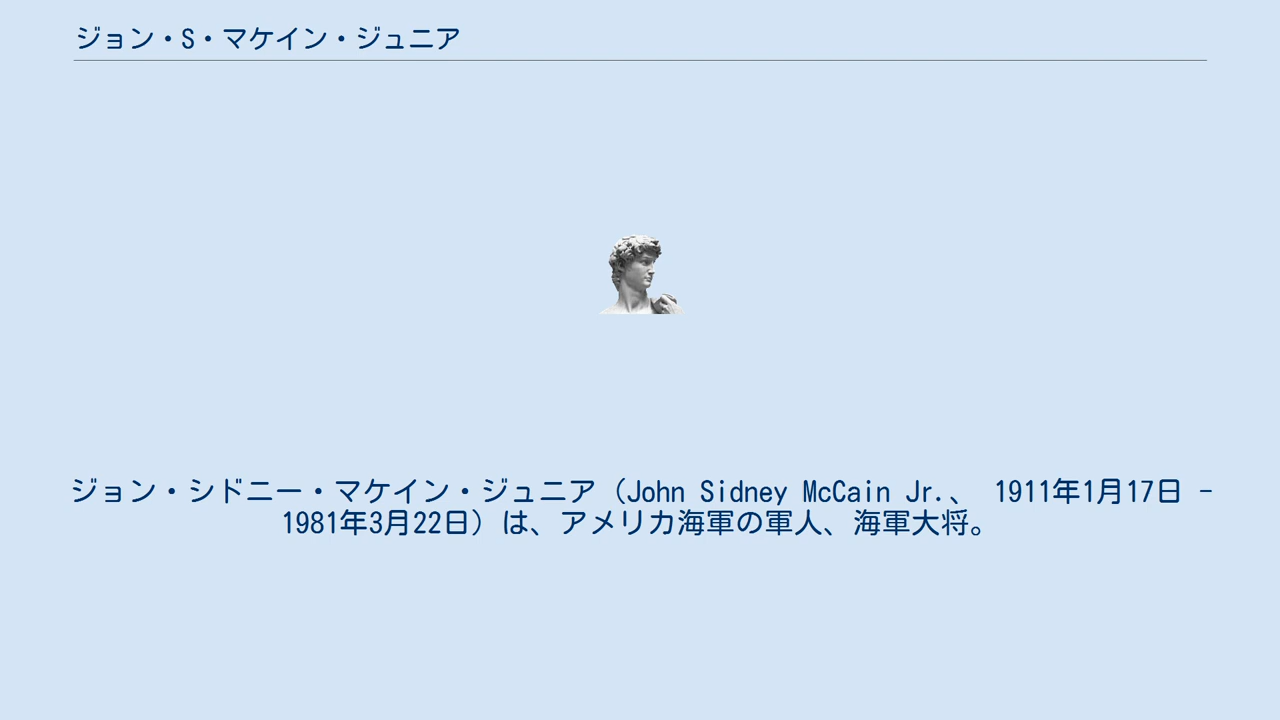 ジョン・S・マケイン・ジュニア
ジョン・シドニー・マケイン・ジュニア（John Sidney McCain Jr.、 1911年1月17日 -
1981年3月22日）は、アメリカ海軍の軍人、海軍大将。